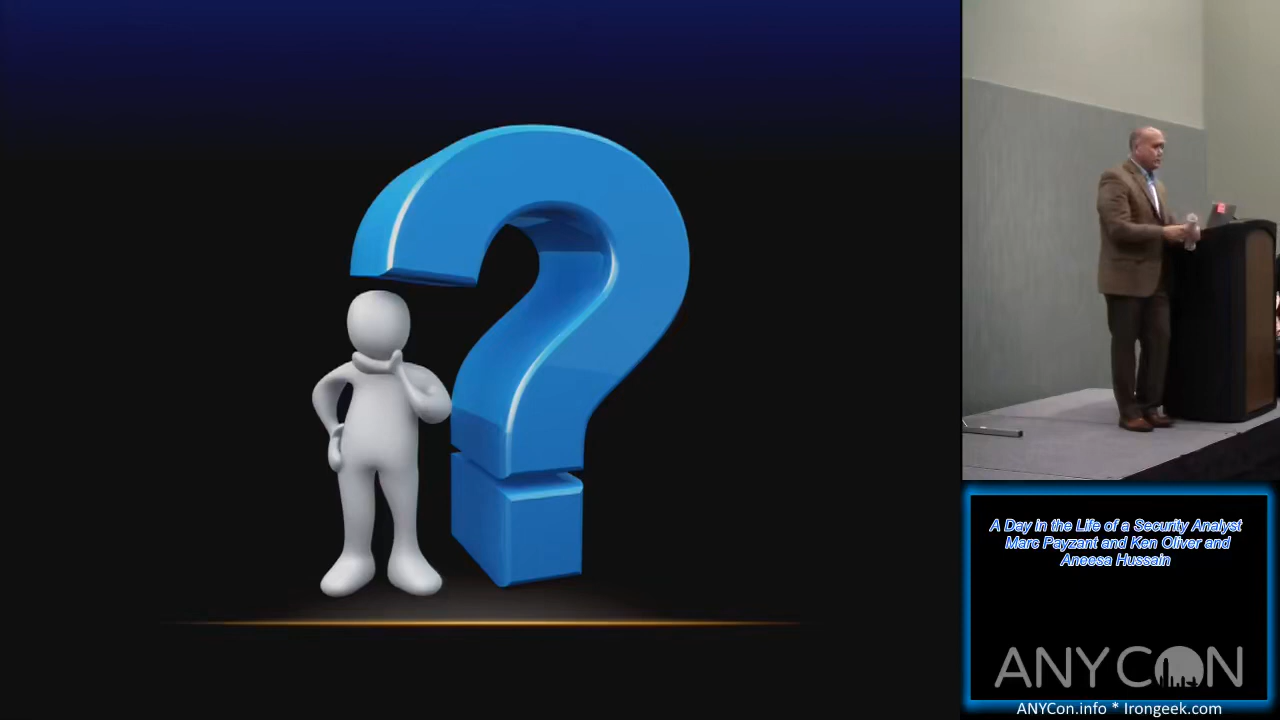 A Day in the Life of a Security Analyst
Marc Payzant and Ken Oliver and
Aneesa Hussain
ANYCON
ANYCon.info * Irongeek.com